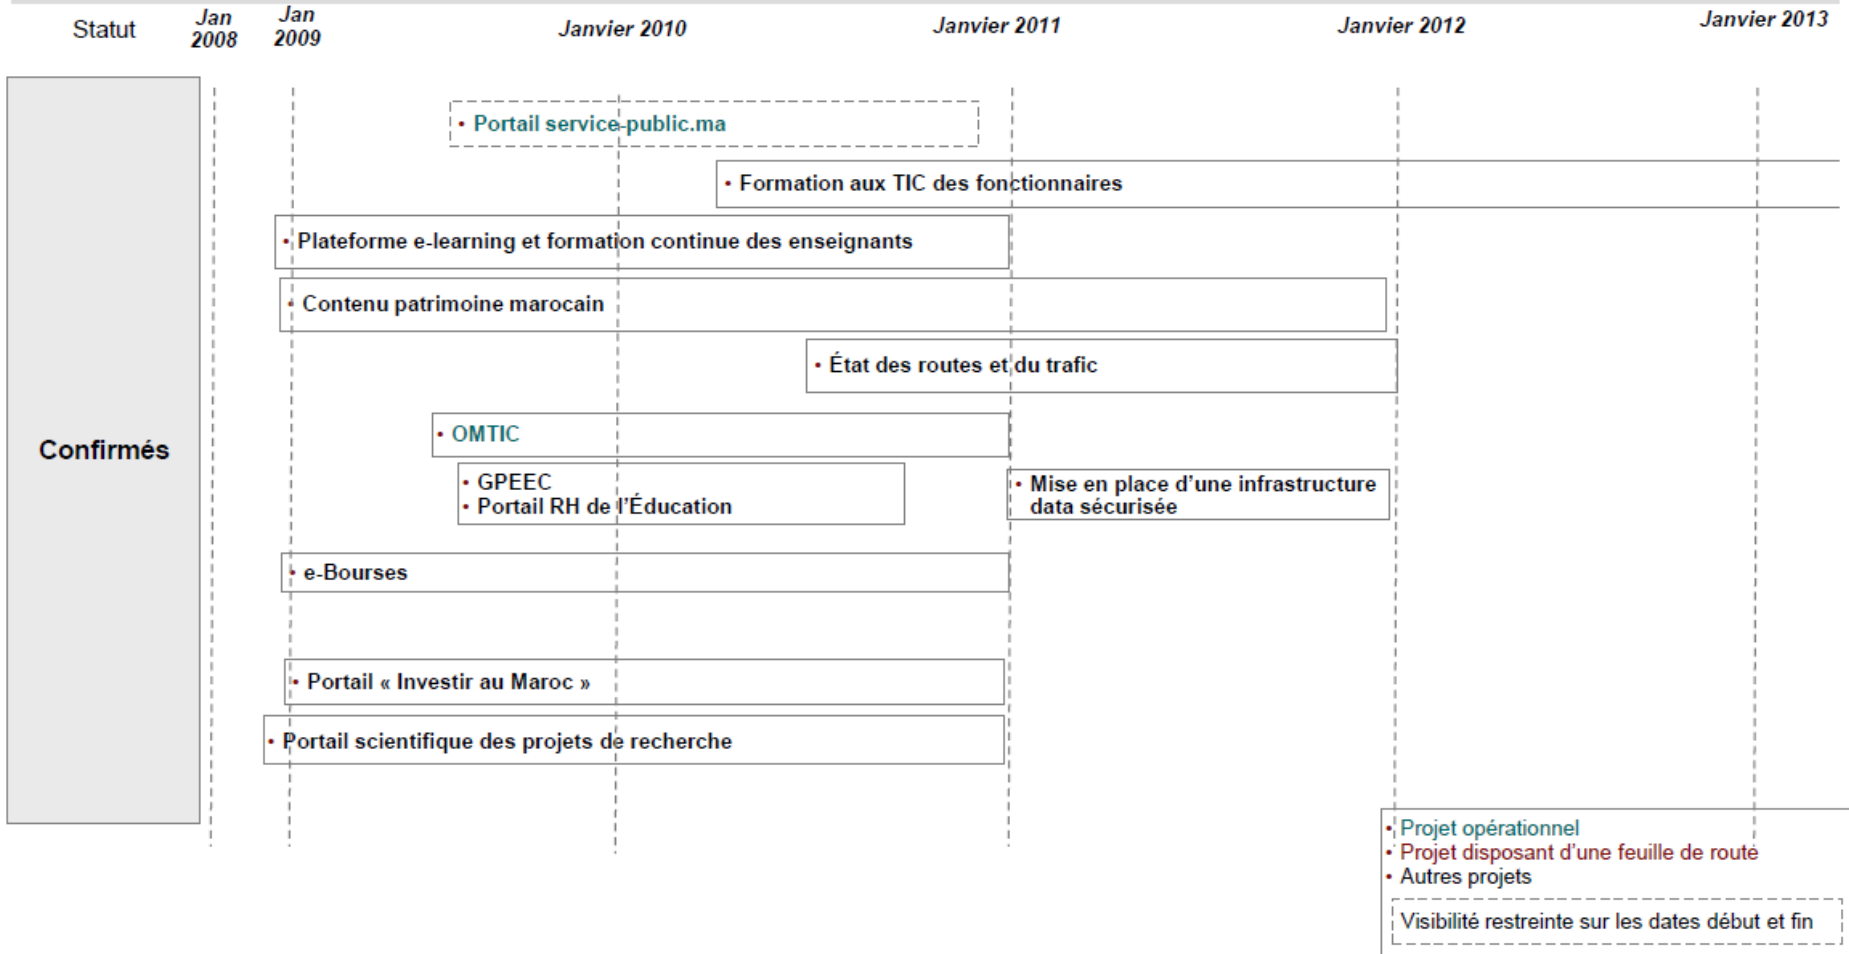 Statut
Jan
2008
Jan
2009
Janvier 2010
Janvier 2011
Janvier 2012
Janvier 2013
Confirmés
• Portail service-public.ma
• Formation aux TIC des fonctionnaires
• Plateforme e-learning et formation continue des enseignants
• Contenu patrimoine marocain
• État des routes et du trafic
• OMTIC
• GPEEC
• Portail RH de l’Éducation
• Mise en place d’une infrastructure
data sécurisée
• e-Bourses
• Portail « Investir au Maroc »
• Portail scientifique des projets de recherche
• Projet opérationnel
• Projet disposant d’une feuille de route
• Autres projets
Visibilité restreinte sur les dates début et fin